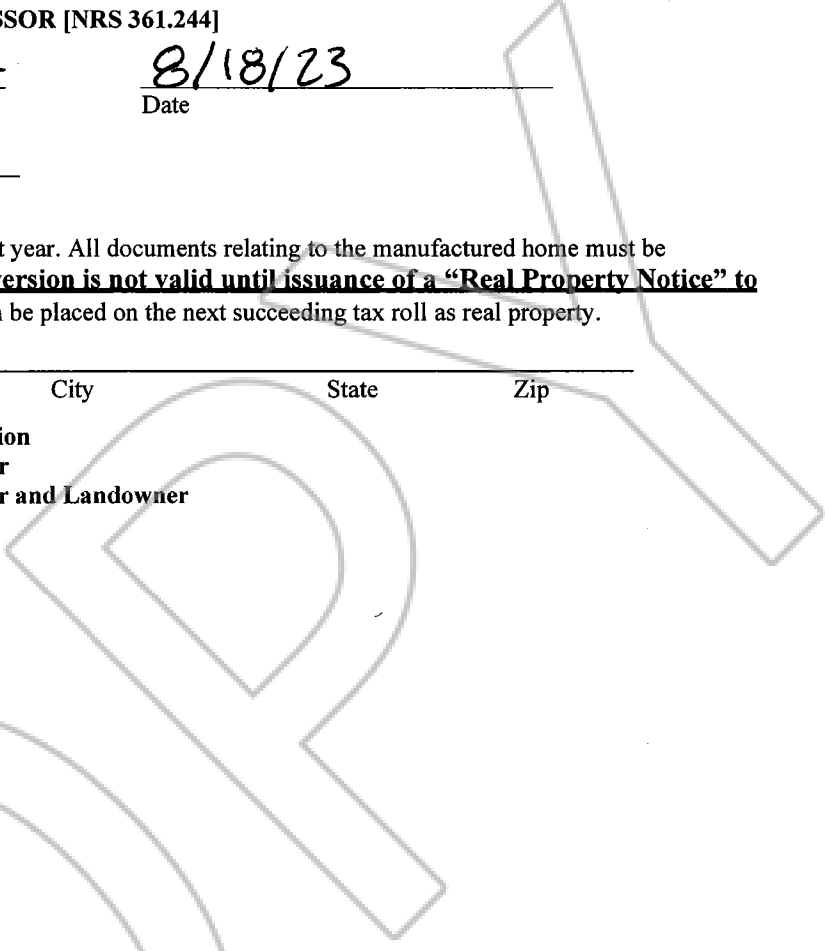 SSOR [NRS 361.244]
8/18/23
Date
t year. All documents relating to the manufactured home must be
version is not valid until issuance of a “Real Property Notice” to
be placed on the next succeeding tax roll as real property.
City State Zip
ion
r
r and Landowner
PY